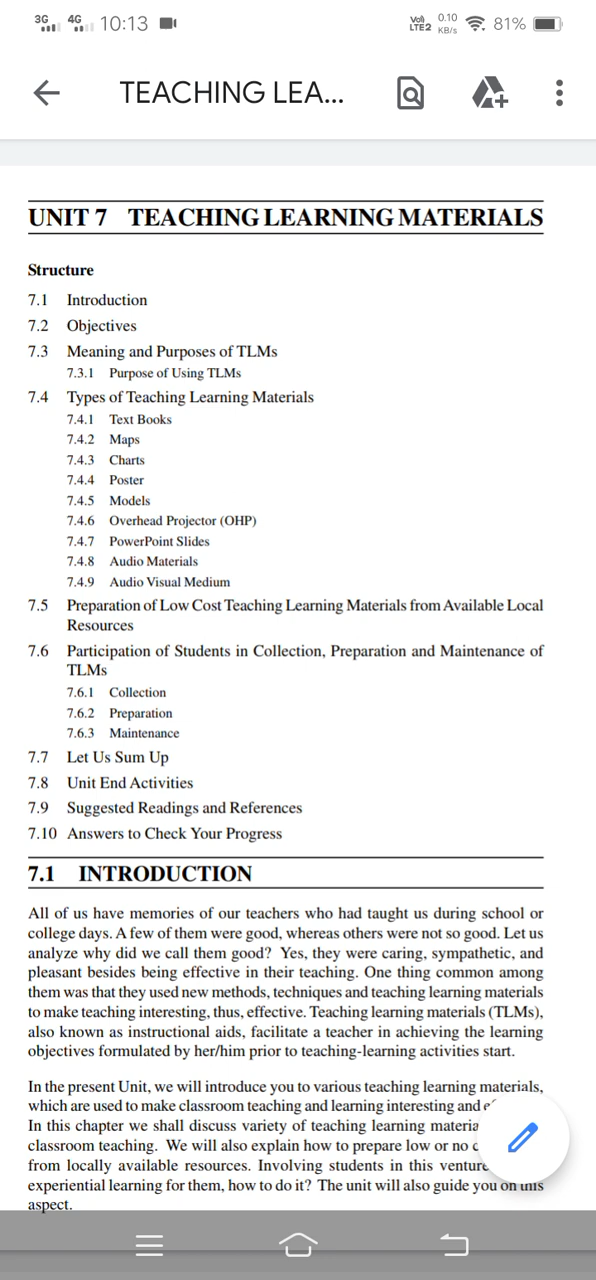 3G 4G 10:13 Vo) LTE2 0.10 KB/s 81%
TEACHING LEA...
UNIT 7 TEACHING LEARNING MATERIALS
Structure
7.1 Introduction
7.2 Objectives
7.3 Meaning and Purposes of TLMs
7.3.1 Purpose of Using TLMs
7.4 Types of Teaching Learning Materials
7.4.1 Text Books
7.4.2 Maps
7.4.3 Charts
7.4.4 Poster
7.4.5 Models
7.4.6 Overhead Projector (OHP)
7.4.7 PowerPoint Slides
7.4.8 Audio Materials
7.4.9 Audio Visual Medium
7.5 Preparation of Low Cost Teaching Learning Materials from Available Local
Resources
7.6 Participation of Students in Collection, Preparation and Maintenance of
TLMs
7.6.1 Collection
7.6.2 Preparation
7.6.3 Maintenance
7.7 Let Us Sum Up
7.8 Unit End Activities
7.9 Suggested Readings and References
7.10 Answers to Check Your Progress
7.1 INTRODUCTION
All of us have memories of our teachers who had taught us during school or
college days. A few of them were good, whereas others were not so good. Let us
analyze why did we call them good? Yes, they were caring, sympathetic, and
pleasant besides being effective in their teaching. One thing common among
them was that they used new methods, techniques and teaching learning materials
to make teaching interesting, thus, effective. Teaching learning materials (TLMs),
also known as instructional aids, facilitate a teacher in achieving the learning
objectives formulated by her/him prior to teaching-learning activities start.
In the present Unit, we will introduce you to various teaching learning materials,
which are used to make classroom teaching and learning interesting and
In this chapter we shall discuss variety of teaching learning materia
classroom teaching. We will also explain how to prepare low or no c
from locally available resources. Involving students in this venture
experiential learning for them, how to do it? The unit will also guide you on this
aspect.